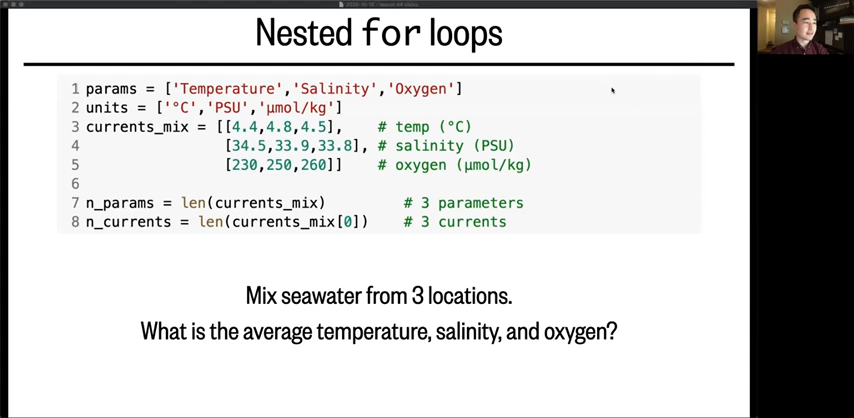 Nested for loops
1 params = ['Temperature','Salinity','Oxygen']
2 units = ['°C','PSU','μmol/kg']
3 currents_mix = [[4.4,4.8,4.5], # temp (°C)
4 [34.5,33.9,33.8], # salinity (PSU)
5 [230,250,260]] # oxygen (μmol/kg)
6
7 n_params = len(currents_mix) # 3 parameters
8 n_currents = len(currents_mix[0]) # 3 currents
Mix seawater from 3 locations.
What is the average temperature, salinity, and oxygen?